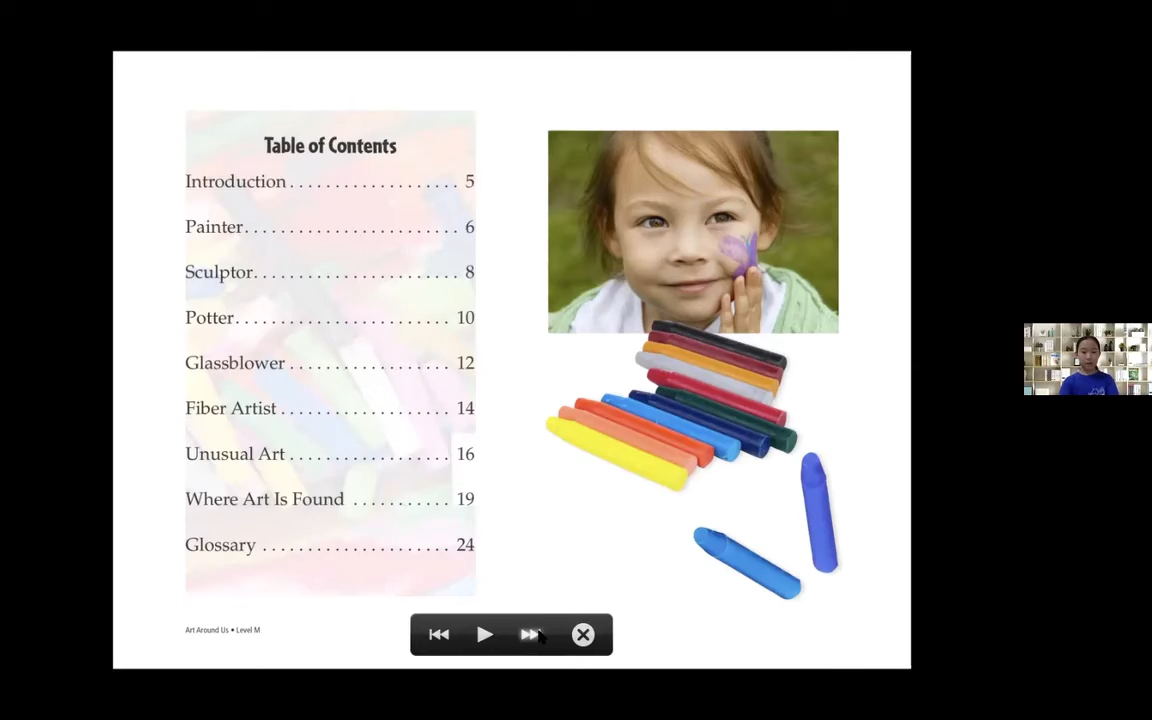 Table of Contents
Introduction . . . . . . . . . . . . . . . . . . . 5
Painter. . . . . . . . . . . . . . . . . . . . . . . . 6
Sculptor. . . . . . . . . . . . . . . . . . . . . . . 8
Potter. . . . . . . . . . . . . . . . . . . . . . . . 10
Glassblower . . . . . . . . . . . . . . . . . . 12
Fiber Artist . . . . . . . . . . . . . . . . . . . 14
Unusual Art . . . . . . . . . . . . . . . . . . 16
Where Art Is Found . . . . . . . . . . . 19
Glossary . . . . . . . . . . . . . . . . . . . . . 24
Art Around Us • Level M